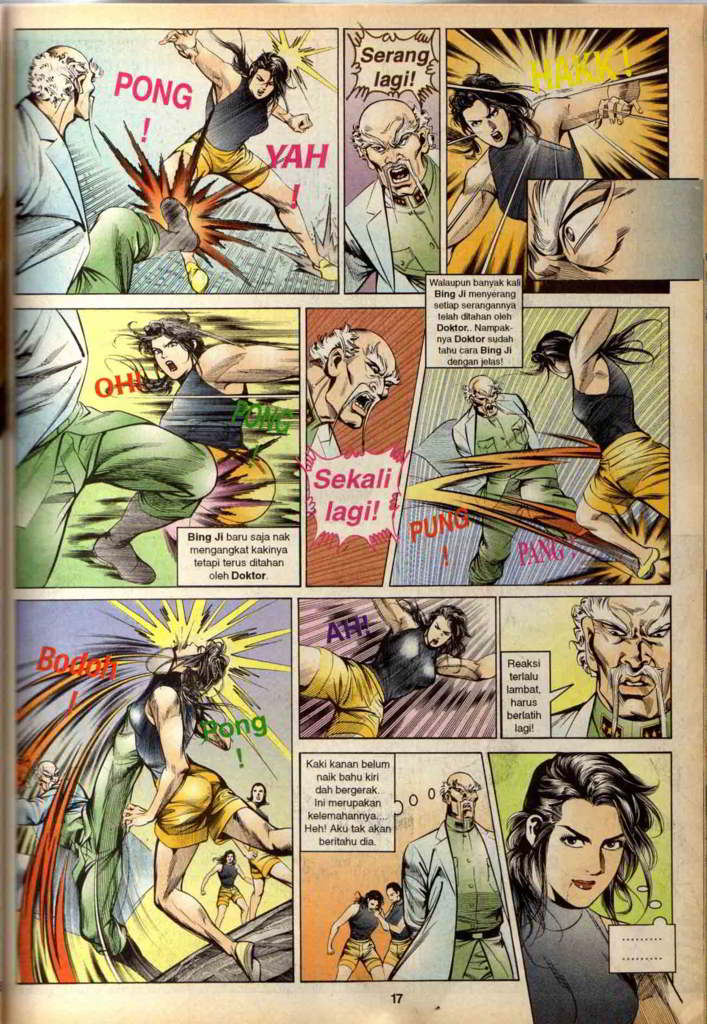 PONG
!
YAH
!
Serang
lagi!
HAKK!
Walaupun banyak kali
Bing Ji menyerang
setiap serangannya
telah ditahan oleh
Doktor.. Nampak-
nya Doktor sudah
tahu cara Bing Ji
dengan jelas!
OH!
PONG
!
Bing Ji baru saja nak
mengangkat kakinya
tetapi terus ditahan
oleh Doktor.
Sekali
lagi!
PUNG
!
PANG!
Bodoh
!
Pong
!
AH!
Reaksi
terlalu
lambat,
harus
berlatih
lagi!
Kaki kanan belum
naik bahu kiri
dah bergerak.
Ini merupakan
kelemahannya....
Heh! Aku tak akan
beritahu dia.
.........
.........
17